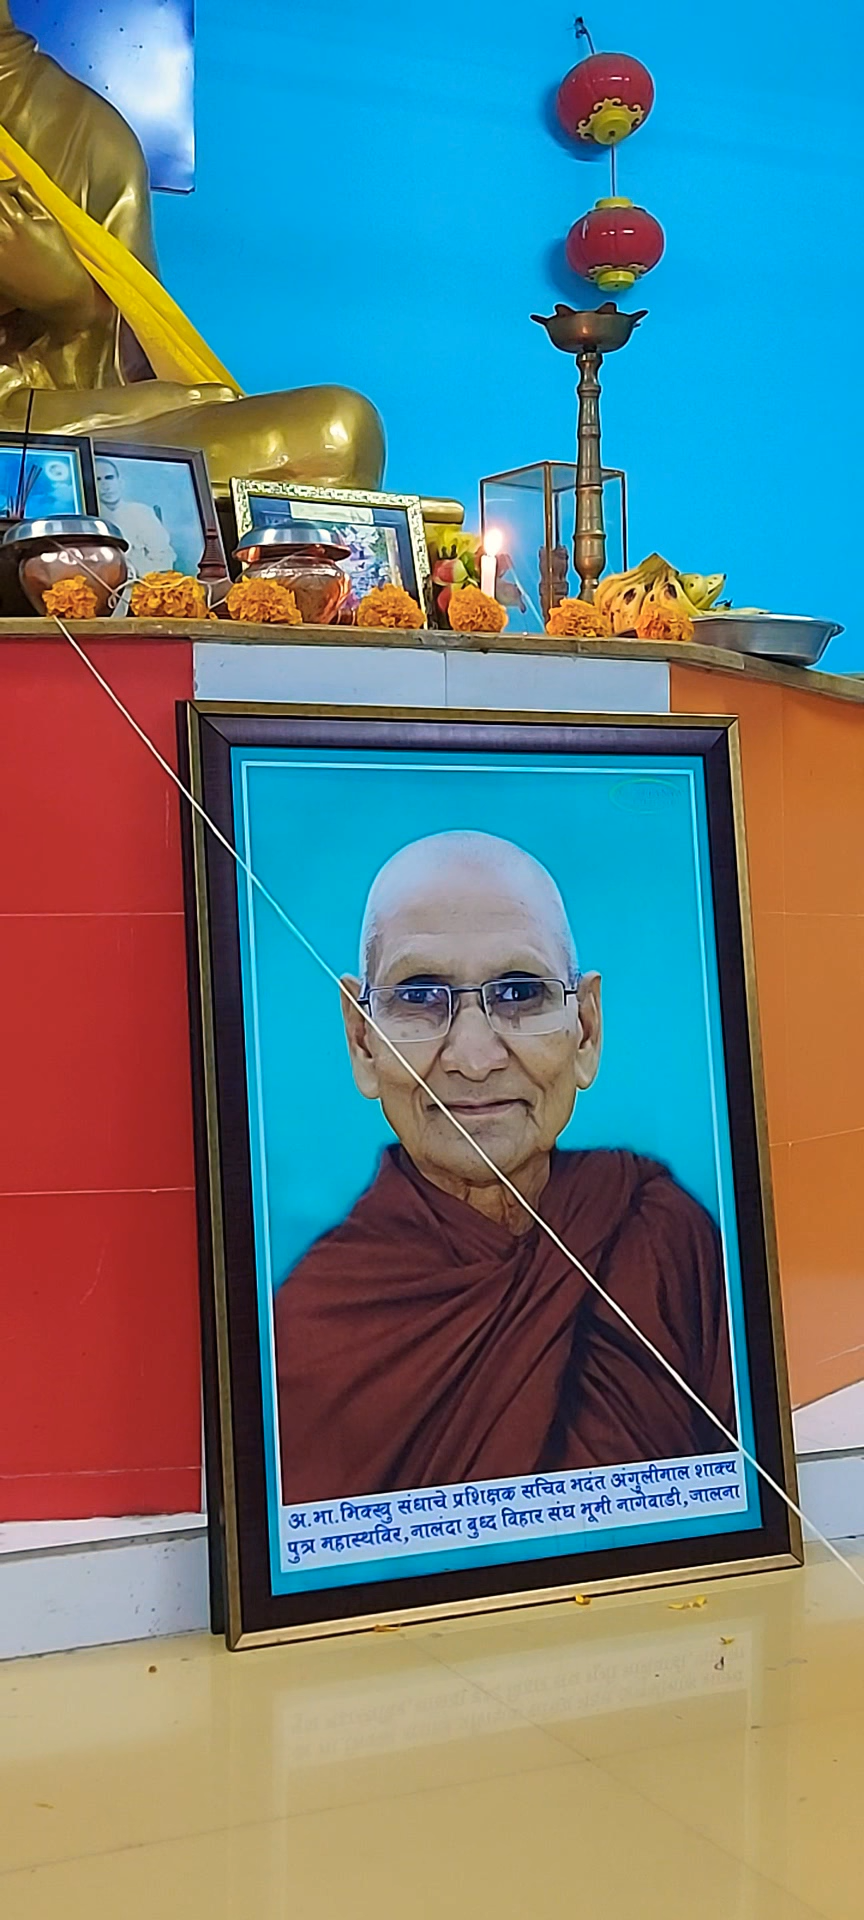 अ.भा.भिक्खु संघाचे प्रशिक्षक सचिव भदंत अंगुलीमाल शाक्य
पुत्र महास्थविर, नालंदा बुध्द विहार संघ भूमी नागेवाडी, जालना